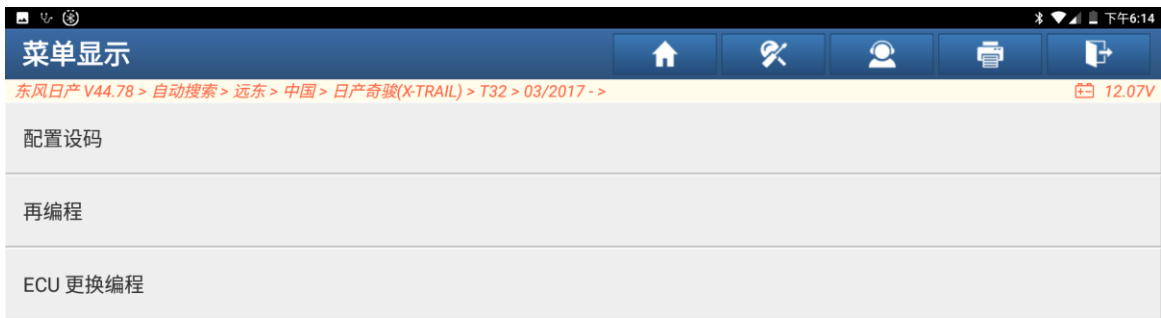 下午6:14
菜单显示
东风日产 V44.78 > 自动搜索 > 远东 > 中国 > 日产奇骏(X-TRAIL) > T32 > 03/2017 - >
12.07V
配置设码
再编程
ECU 更换编程